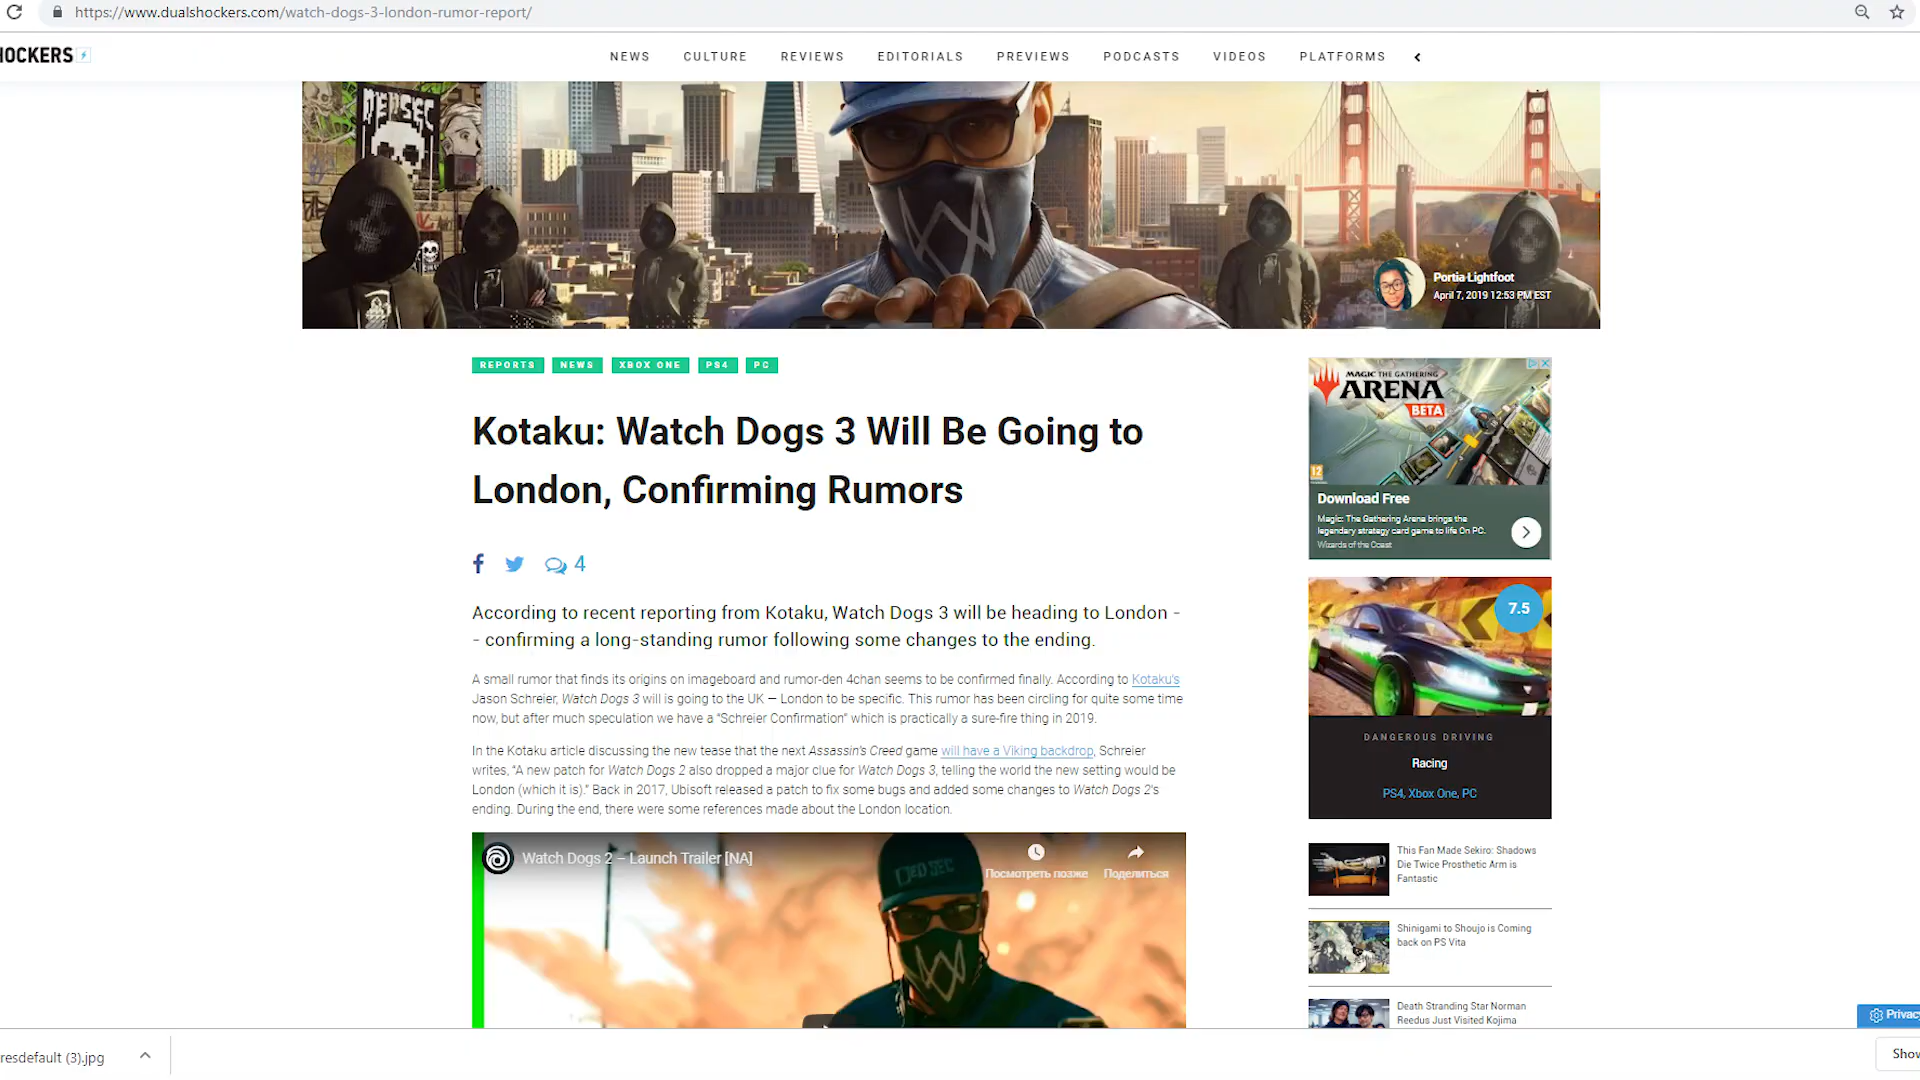 https://www.dualshockers.com/watch-dogs-3-london-rumor-report/
HOCKERS
NEWS CULTURE REVIEWS EDITORIALS PREVIEWS PODCASTS VIDEOS PLATFORMS
DEDSEC
Portia Lightfoot
April 7, 2019 12:53 PM EST
REPORTS NEWS XBOX ONE PS4 PC
Kotaku: Watch Dogs 3 Will Be Going to
London, Confirming Rumors
4
According to recent reporting from Kotaku, Watch Dogs 3 will be heading to London -
- confirming a long-standing rumor following some changes to the ending.
A small rumor that finds its origins on imageboard and rumor-den 4chan seems to be confirmed finally. According to Kotaku's
Jason Schreier, Watch Dogs 3 will is going to the UK — London to be specific. This rumor has been circling for quite some time
now, but after much speculation we have a "Schreier Confirmation" which is practically a sure-fire thing in 2019.
In the Kotaku article discussing the new tease that the next Assassin's Creed game will have a Viking backdrop, Schreier
writes, "A new patch for Watch Dogs 2 also dropped a major clue for Watch Dogs 3, telling the world the new setting would be
London (which it is)." Back in 2017, Ubisoft released a patch to fix some bugs and added some changes to Watch Dogs 2's
ending. During the end, there were some references made about the London location.
Watch Dogs 2 – Launch Trailer [NA]
Посмотреть позже
Поделиться
DED SEC
MAGIC THE GATHERING
ARENA
BETA
12
Download Free
Magic: The Gathering Arena brings the
legendary strategy card game to life On PC.
Wizards of the Coast
7.5
DANGEROUS DRIVING
Racing
PS4, Xbox One, PC
This Fan Made Sekiro: Shadows
Die Twice Prosthetic Arm is
Fantastic
Shinigami to Shoujo is Coming
back on PS Vita
Death Stranding Star Norman
Reedus Just Visited Kojima
Privacy
resdefault (3).jpg
Show